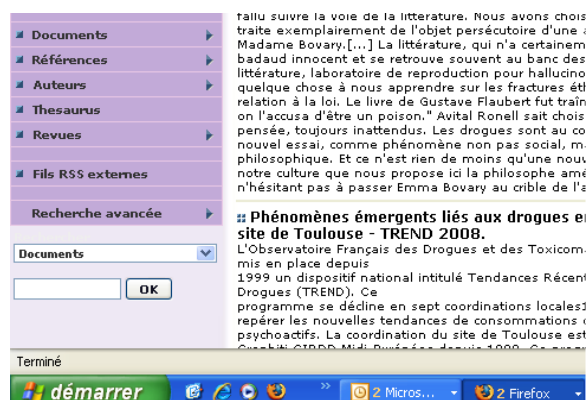 Documents
Références
Auteurs
Thesaurus
Revues
Fils RSS externes
Recherche avancée
Documents
OK
fallu suivre la voie de la littérature. Nous avons chois
traite exemplairement de l'objet persécutoire d'une
Madame Bovary.[...] La littérature, qui n'a certainem
badaud innocent et se retrouve souvent au banc des
littérature, laboratoire de reproduction pour hallucino
quelque chose à nous apprendre sur les fractures éth
relation à la loi. Le livre de Gustave Flaubert fut traîn
on l'accusa d'être un poison." Avital Ronell sait chois
pensée, toujours inattendus. Les drogues sont au co
nouvel essai, comme phénomène non pas social, m
philosophique. Et ce n'est rien de moins qu'une nouv
notre culture que nous propose ici la philosophe amé
n'hésitant pas à passer Emma Bovary au crible de l'a
:: Phénomènes émergents liés aux drogues e
site de Toulouse - TREND 2008.
L'Observatoire Français des Drogues et des Toxicom
mis en place depuis
1999 un dispositif national intitulé Tendances Récent
Drogues (TREND). Ce
programme se décline en sept coordinations locales1
repérer les nouvelles tendances de consommations
psychoactifs. La coordination du site de Toulouse est
Terminé
démarrer
» 2 Micros...
2 Firefox